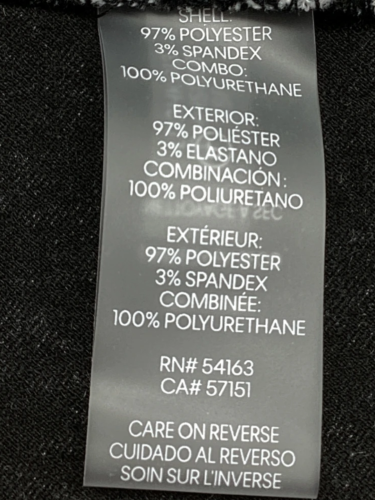 SHELL:
97% POLYESTER
3% SPANDEX
COMBO:
100% POLYURETHANE
EXTERIOR:
97% POLIÉSTER
3% ELASTANO
COMBINACIÓN:
100% POLIURETANO
EXTÉRIEUR:
97% POLYESTER
3% SPANDEX
COMBINÉE:
100% POLYURETHANE
RN# 54163
CA# 57151
CARE ON REVERSE
CUIDADO AL REVERSO
SOIN SUR L'INVERSE